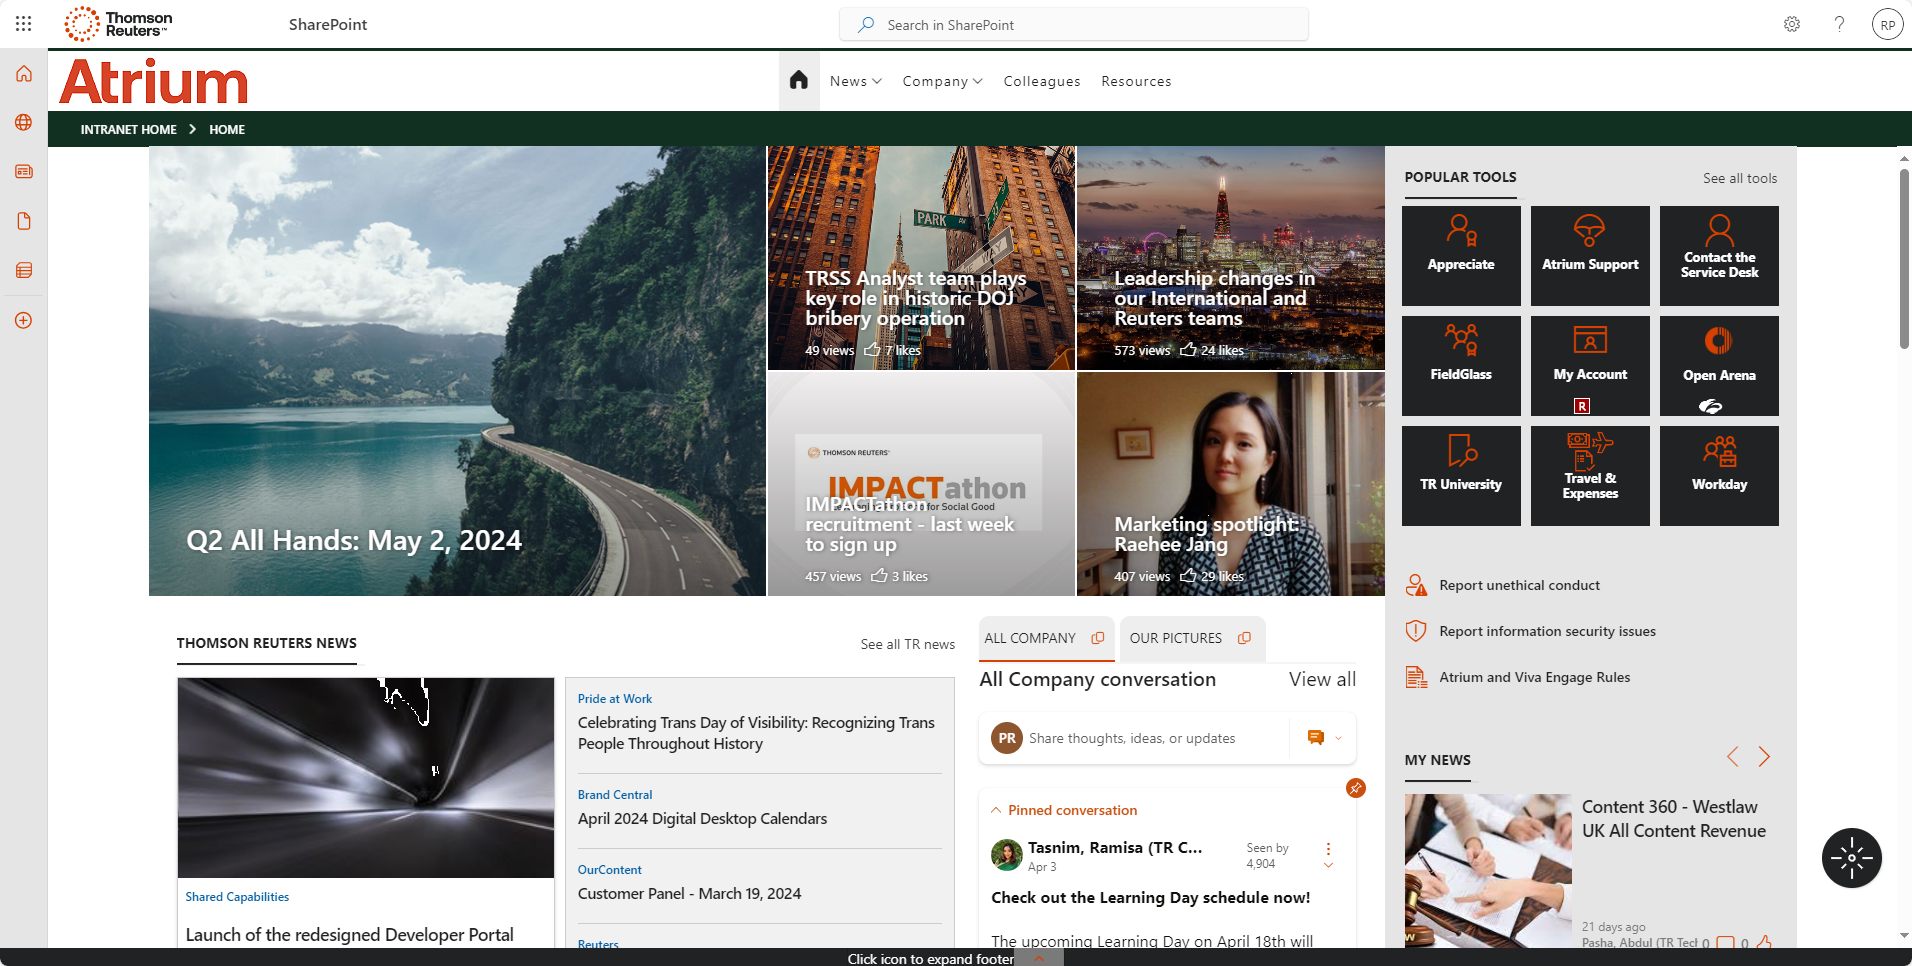 Thomson
Reuters™
SharePoint
Search in SharePoint
RP
Atrium
News
Company
Colleagues
Resources
INTRANET HOME
HOME
Q2 All Hands: May 2, 2024
PARK AV
TRSS Analyst team plays
key role in historic DOJ
bribery operation
49 views
7 likes
Leadership changes in
our International and
Reuters teams
573 views
24 likes
THOMSON REUTERS
IMPACTathon
for Social Good
IMPACTathon
recruitment - last week
to sign up
457 views
3 likes
Marketing spotlight:
Raehee Jang
407 views
29 likes
POPULAR TOOLS
See all tools
Appreciate
Atrium Support
Contact the
Service Desk
FieldGlass
My Account
R
Open Arena
TR University
Travel &
Expenses
Workday
Report unethical conduct
Report information security issues
Atrium and Viva Engage Rules
MY NEWS
Content 360 - Westlaw
UK All Content Revenue
21 days ago
Pasha, Abdul (TR Tech
0
0
THOMSON REUTERS NEWS
See all TR news
Shared Capabilities
Launch of the redesigned Developer Portal
Pride at Work
Celebrating Trans Day of Visibility: Recognizing Trans
People Throughout History
Brand Central
April 2024 Digital Desktop Calendars
OurContent
Customer Panel - March 19, 2024
Reuters
ALL COMPANY
OUR PICTURES
All Company conversation
View all
PR
Share thoughts, ideas, or updates
Pinned conversation
Tasnim, Ramisa (TR C...
Apr 3
Seen by
4,904
Check out the Learning Day schedule now!
The upcoming Learning Day on April 18th will
Click icon to expand footer